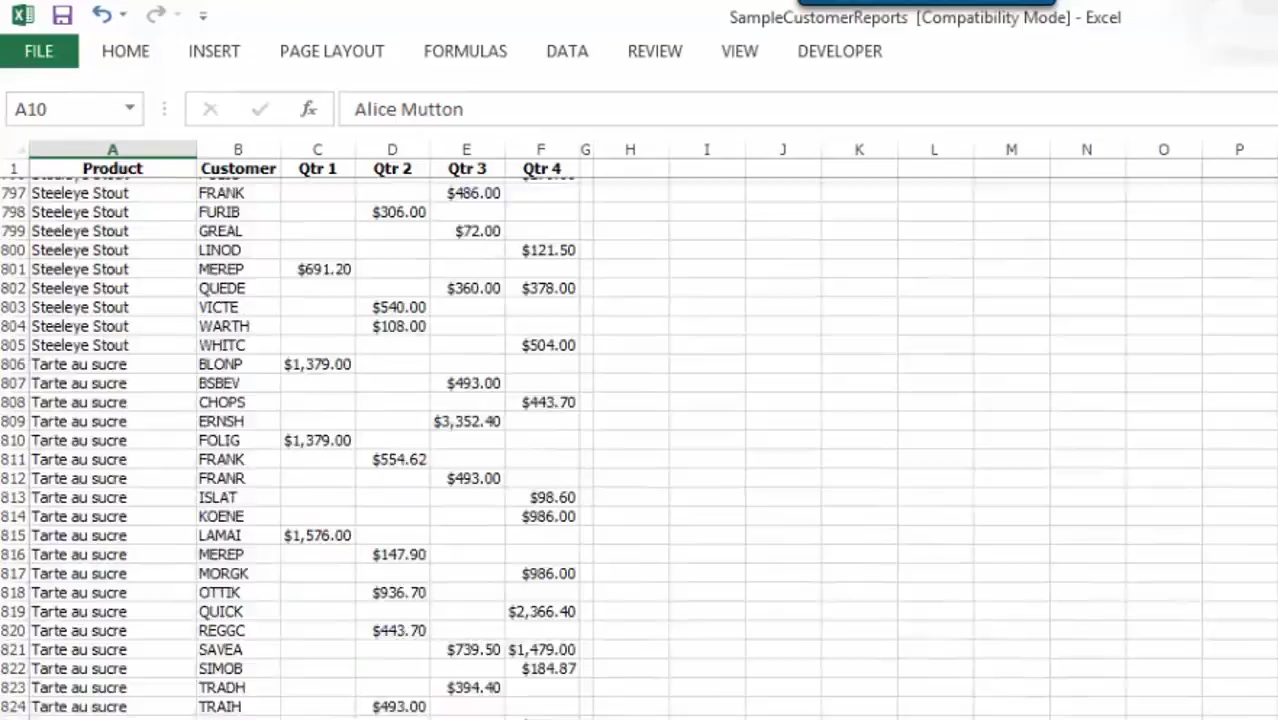 SampleCustomerReports [Compatibility Mode] - Excel
FILE HOME INSERT PAGE LAYOUT FORMULAS DATA REVIEW VIEW DEVELOPER
A10 fx Alice Mutton
A B C D E F G H I J K L M N O P
1 Product Customer Qtr 1 Qtr 2 Qtr 3 Qtr 4
797 Steeleye Stout FRANK $486.00
798 Steeleye Stout FURIB $306.00
799 Steeleye Stout GREAL $72.00
800 Steeleye Stout LINOD $121.50
801 Steeleye Stout MEREP $691.20
802 Steeleye Stout QUEDE $360.00 $378.00
803 Steeleye Stout VICTE $540.00
804 Steeleye Stout WARTH $108.00
805 Steeleye Stout WHITC $504.00
806 Tarte au sucre BLONP $1,379.00
807 Tarte au sucre BSBEV $493.00
808 Tarte au sucre CHOPS $443.70
809 Tarte au sucre ERNSH $3,352.40
810 Tarte au sucre FOLIG $1,379.00
811 Tarte au sucre FRANK $554.62
812 Tarte au sucre FRANR $493.00
813 Tarte au sucre ISLAT $98.60
814 Tarte au sucre KOENE $986.00
815 Tarte au sucre LAMAI $1,576.00
816 Tarte au sucre MEREP $147.90
817 Tarte au sucre MORGK $986.00
818 Tarte au sucre OTTIK $936.70
819 Tarte au sucre QUICK $2,366.40
820 Tarte au sucre REGGC $443.70
821 Tarte au sucre SAVEA $739.50 $1,479.00
822 Tarte au sucre SIMOB $184.87
823 Tarte au sucre TRADH $394.40
824 Tarte au sucre TRAIH $493.00